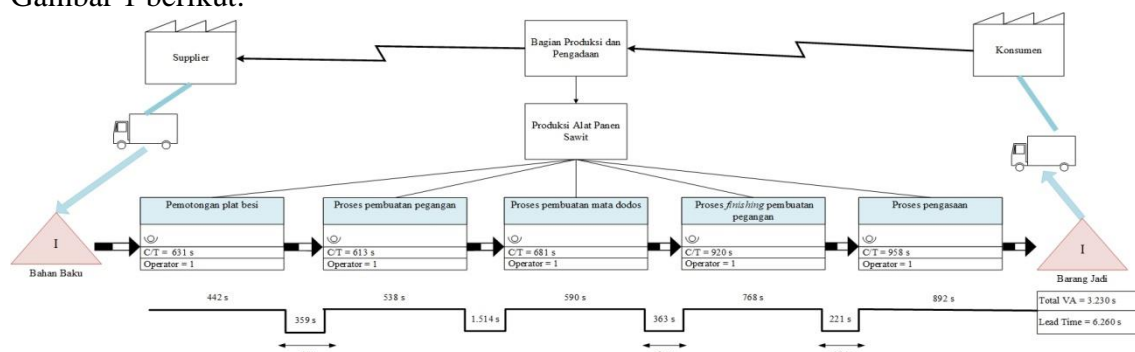 Gambar 1 berikut:
Supplier
Bagian Produksi dan
Pengadaan
Konsumen
Produksi Alat Panen
Sawit
I
Bahan Baku
Pemotongan plat besi
C/T = 631 s
Operator = 1
Proses pembuatan pegangan
C/T = 613 s
Operator = 1
Proses pembuatan mata dodos
C/T = 681 s
Operator = 1
Proses finishing pembuatan
pegangan
C/T = 920 s
Operator = 1
Proses pengasaan
C/T = 958 s
Operator = 1
I
Barang Jadi
442 s
359 s
538 s
1.514 s
590 s
363 s
768 s
221 s
892 s
Total VA = 3.230 s
Lead Time = 6.260 s